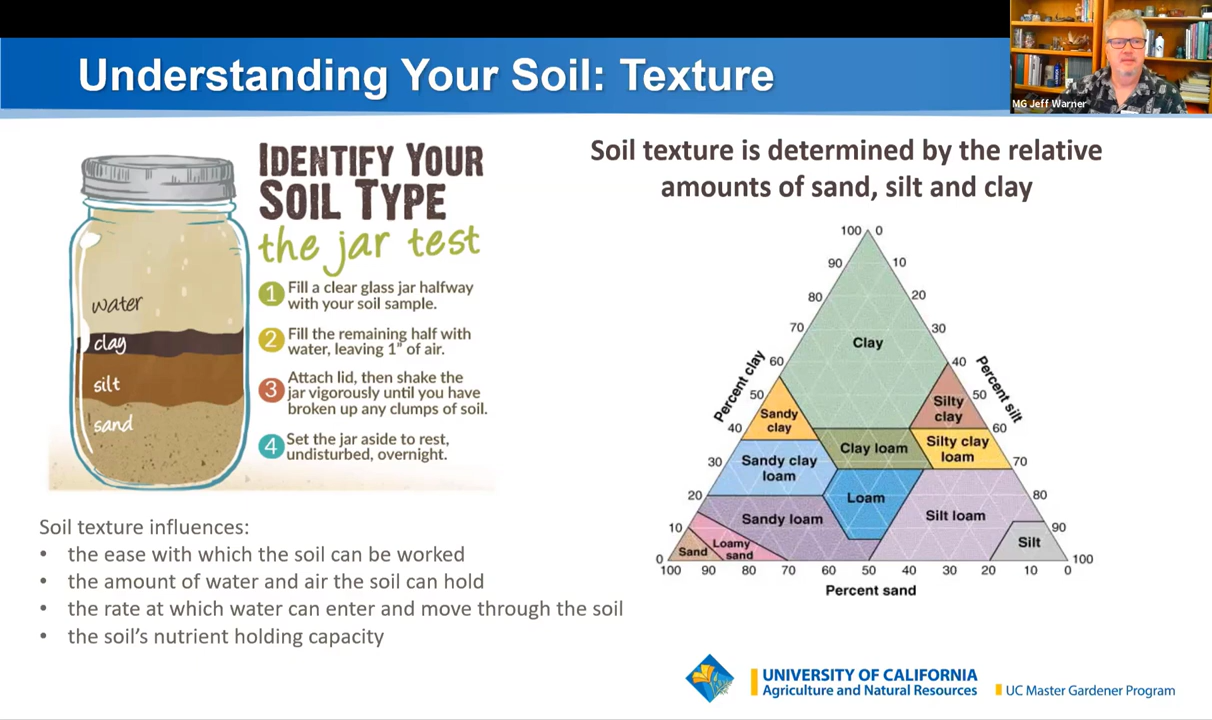 Understanding Your Soil: Texture
MG Jeff Warner
IDENTIFY YOUR
SOIL TYPE
the jar test
1 Fill a clear glass jar halfway
with your soil sample.
2 Fill the remaining half with
water, leaving 1" of air.
3 Attach lid, then shake the
jar vigorously until you have
broken up any clumps of soil.
4 Set the jar aside to rest,
undisturbed, overnight.
water
clay
silt
sand
Soil texture influences:
• the ease with which the soil can be worked
• the amount of water and air the soil can hold
• the rate at which water can enter and move through the soil
• the soil's nutrient holding capacity
Soil texture is determined by the relative
amounts of sand, silt and clay
100 0
90 10
80 20
70 30
60 40
50 50
40 60
30 70
20 80
10 90
0 100
Percent clay
Percent silt
Clay
Sandy
clay
Silty
clay
Clay loam
Silty clay
loam
Sandy clay
loam
Loam
Sandy loam
Silt loam
Sand
Loamy
sand
Silt
100 90 80 70 60 50 40 30 20 10 0
Percent sand
UNIVERSITY OF CALIFORNIA
Agriculture and Natural Resources
UC Master Gardener Program